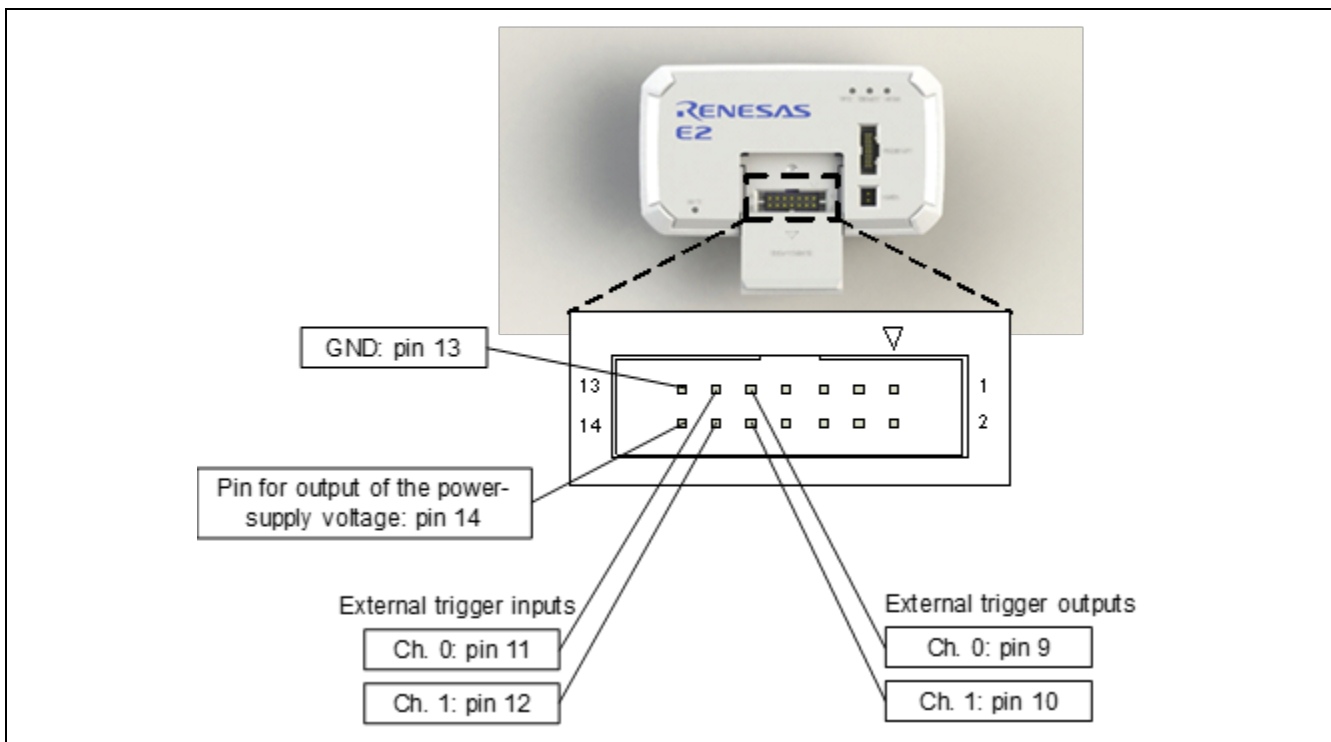 RENESAS
E2
GND: pin 13
13
1
14
2
Pin for output of the power-
supply voltage: pin 14
External trigger inputs
Ch. 0: pin 11
Ch. 1: pin 12
External trigger outputs
Ch. 0: pin 9
Ch. 1: pin 10